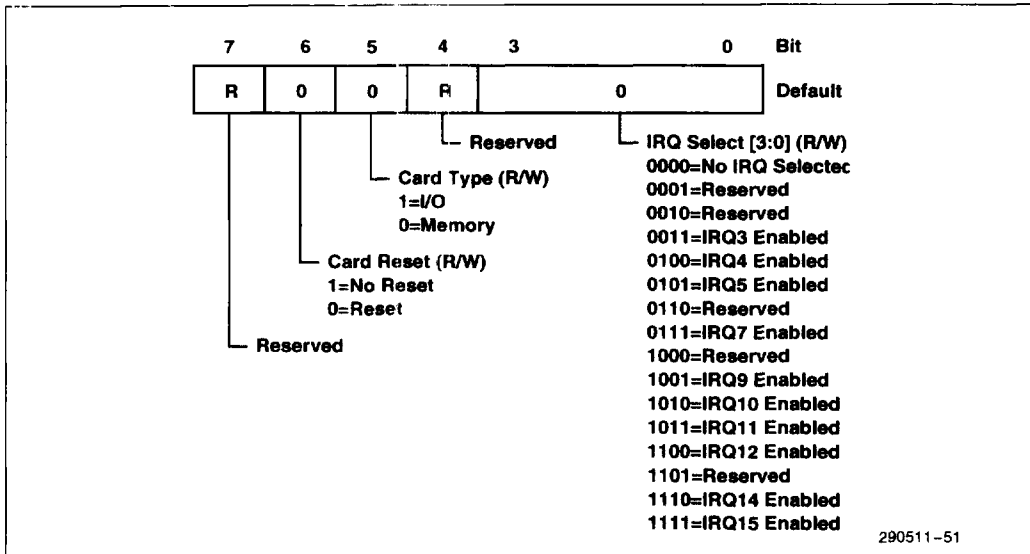 7 6 5 4 3 0 Bit
R 0 0 R 0 Default
Reserved
IRQ Select [3:0] (R/W)
0000=No IRQ Selected
0001=Reserved
0010=Reserved
0011=IRQ3 Enabled
0100=IRQ4 Enabled
0101=IRQ5 Enabled
0110=Reserved
0111=IRQ7 Enabled
1000=Reserved
1001=IRQ9 Enabled
1010=IRQ10 Enabled
1011=IRQ11 Enabled
1100=IRQ12 Enabled
1101=Reserved
1110=IRQ14 Enabled
1111=IRQ15 Enabled
Card Type (R/W)
1=I/O
0=Memory
Card Reset (R/W)
1=No Reset
0=Reset
Reserved
290511-51